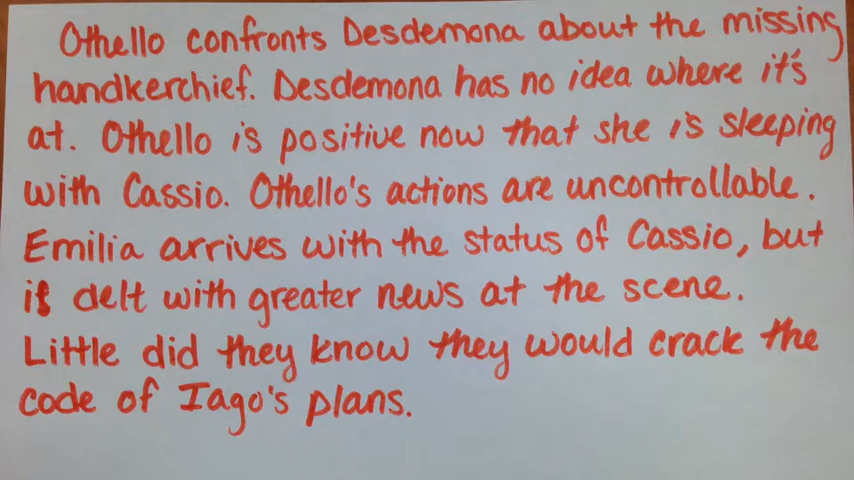 Othello confronts Desdemona about the missing
handkerchief. Desdemona has no idea where it's
at. Othello is positive now that she is sleeping
with Cassio. Othello's actions are uncontrollable.
Emilia arrives with the status of Cassio, but
is delt with greater news at the scene.
Little did they know they would crack the
code of Iago's plans.